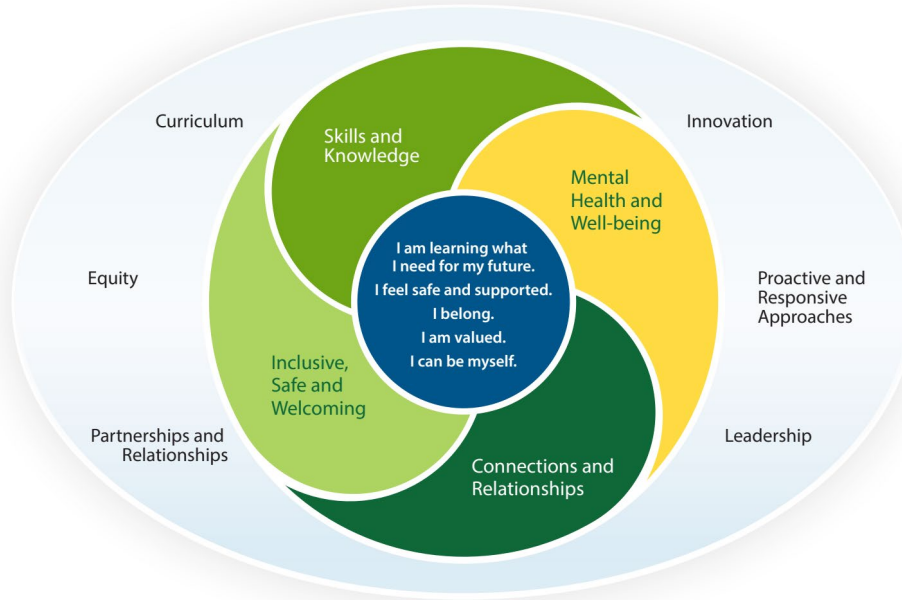 Curriculum
Innovation
Skills and
Knowledge
Mental
Health and
Well-being
Equity
I am learning what
I need for my future.
I feel safe and supported.
I belong.
I am valued.
I can be myself.
Proactive and
Responsive
Approaches
Inclusive,
Safe and
Welcoming
Partnerships and
Relationships
Connections and
Relationships
Leadership